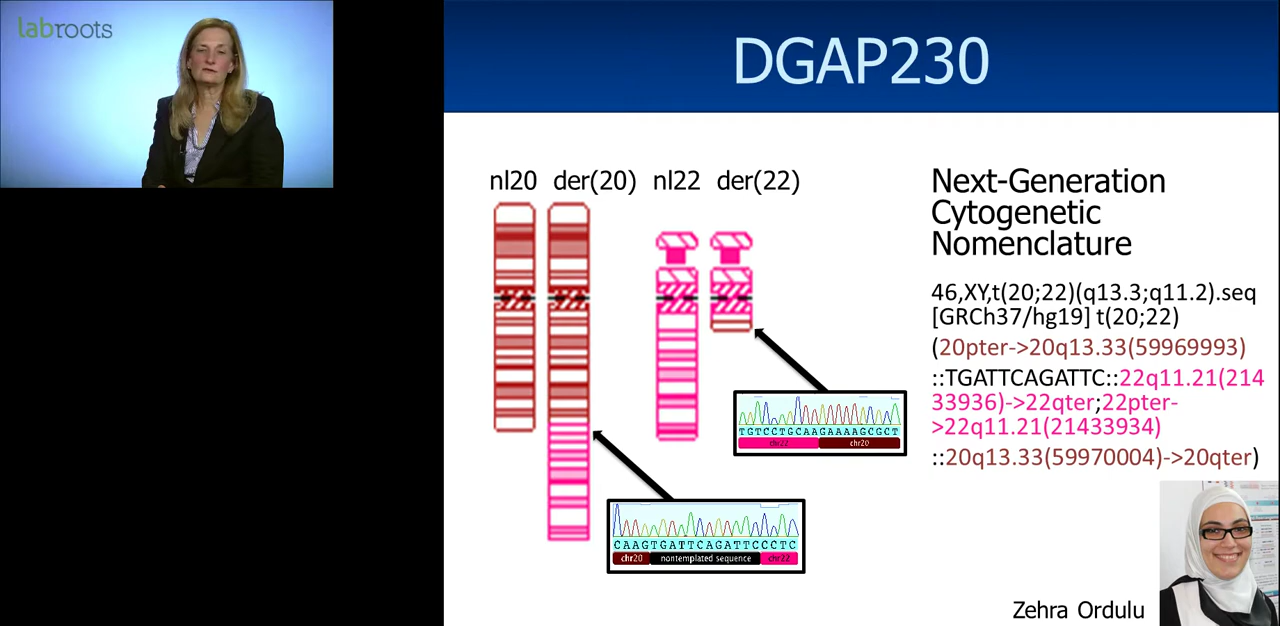 labroots
DGAP230
nl20 der(20) nl22 der(22)
Next-Generation
Cytogenetic
Nomenclature
46,XY,t(20;22)(q13.3;q11.2).seq
[GRCh37/hg19] t(20;22)
(20pter->20q13.33(59969993)
::TGATTCAGATTC::22q11.21(214
33936)->22qter;22pter-
>22q11.21(21433934)
::20q13.33(59970004)->20qter)
TGTCCTGCAAGAAAAGCGCT
chr22 chr20
CAAGTGATTCAGATTCCCTC
chr20 nontemplated sequence chr22
Zehra Ordulu